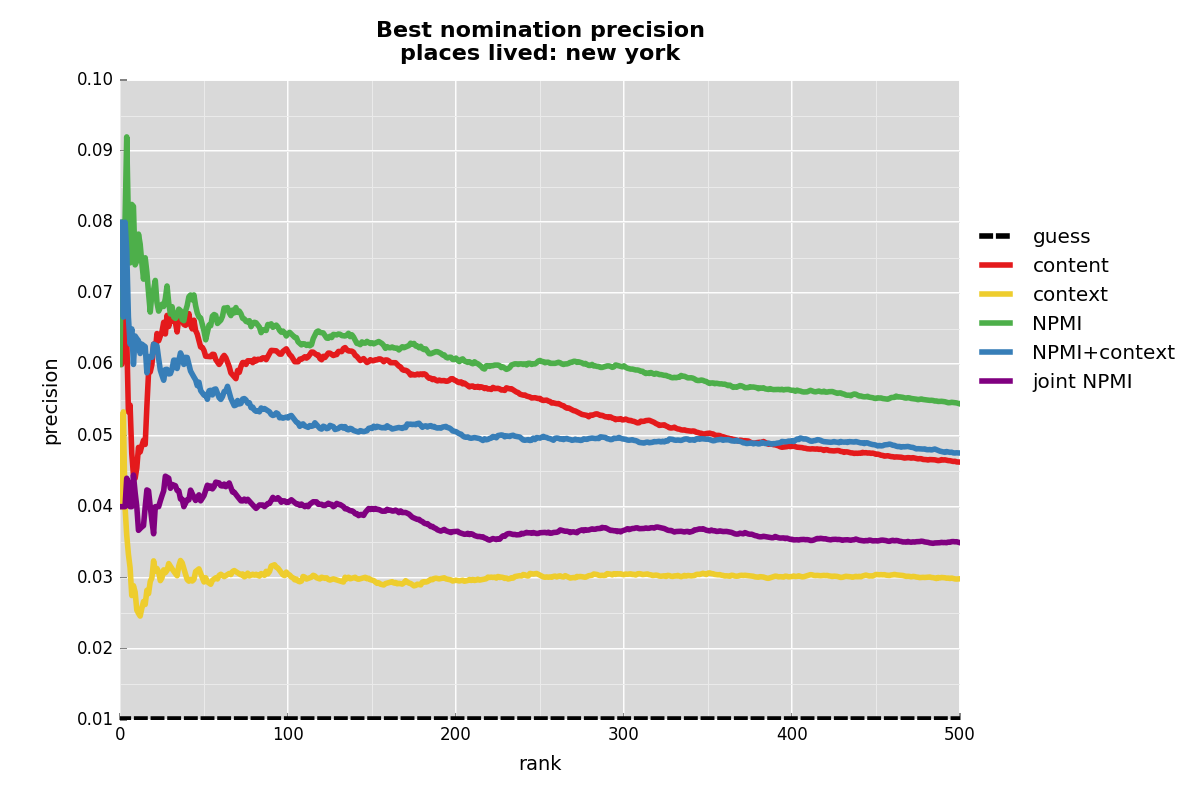 Best nomination precision
places lived: new york
0.10
0.09
0.08
0.07
0.06
0.05
0.04
0.03
0.02
0.01
precision
0
100
200
300
400
500
rank
guess
content
context
NPMI
NPMI+context
joint NPMI